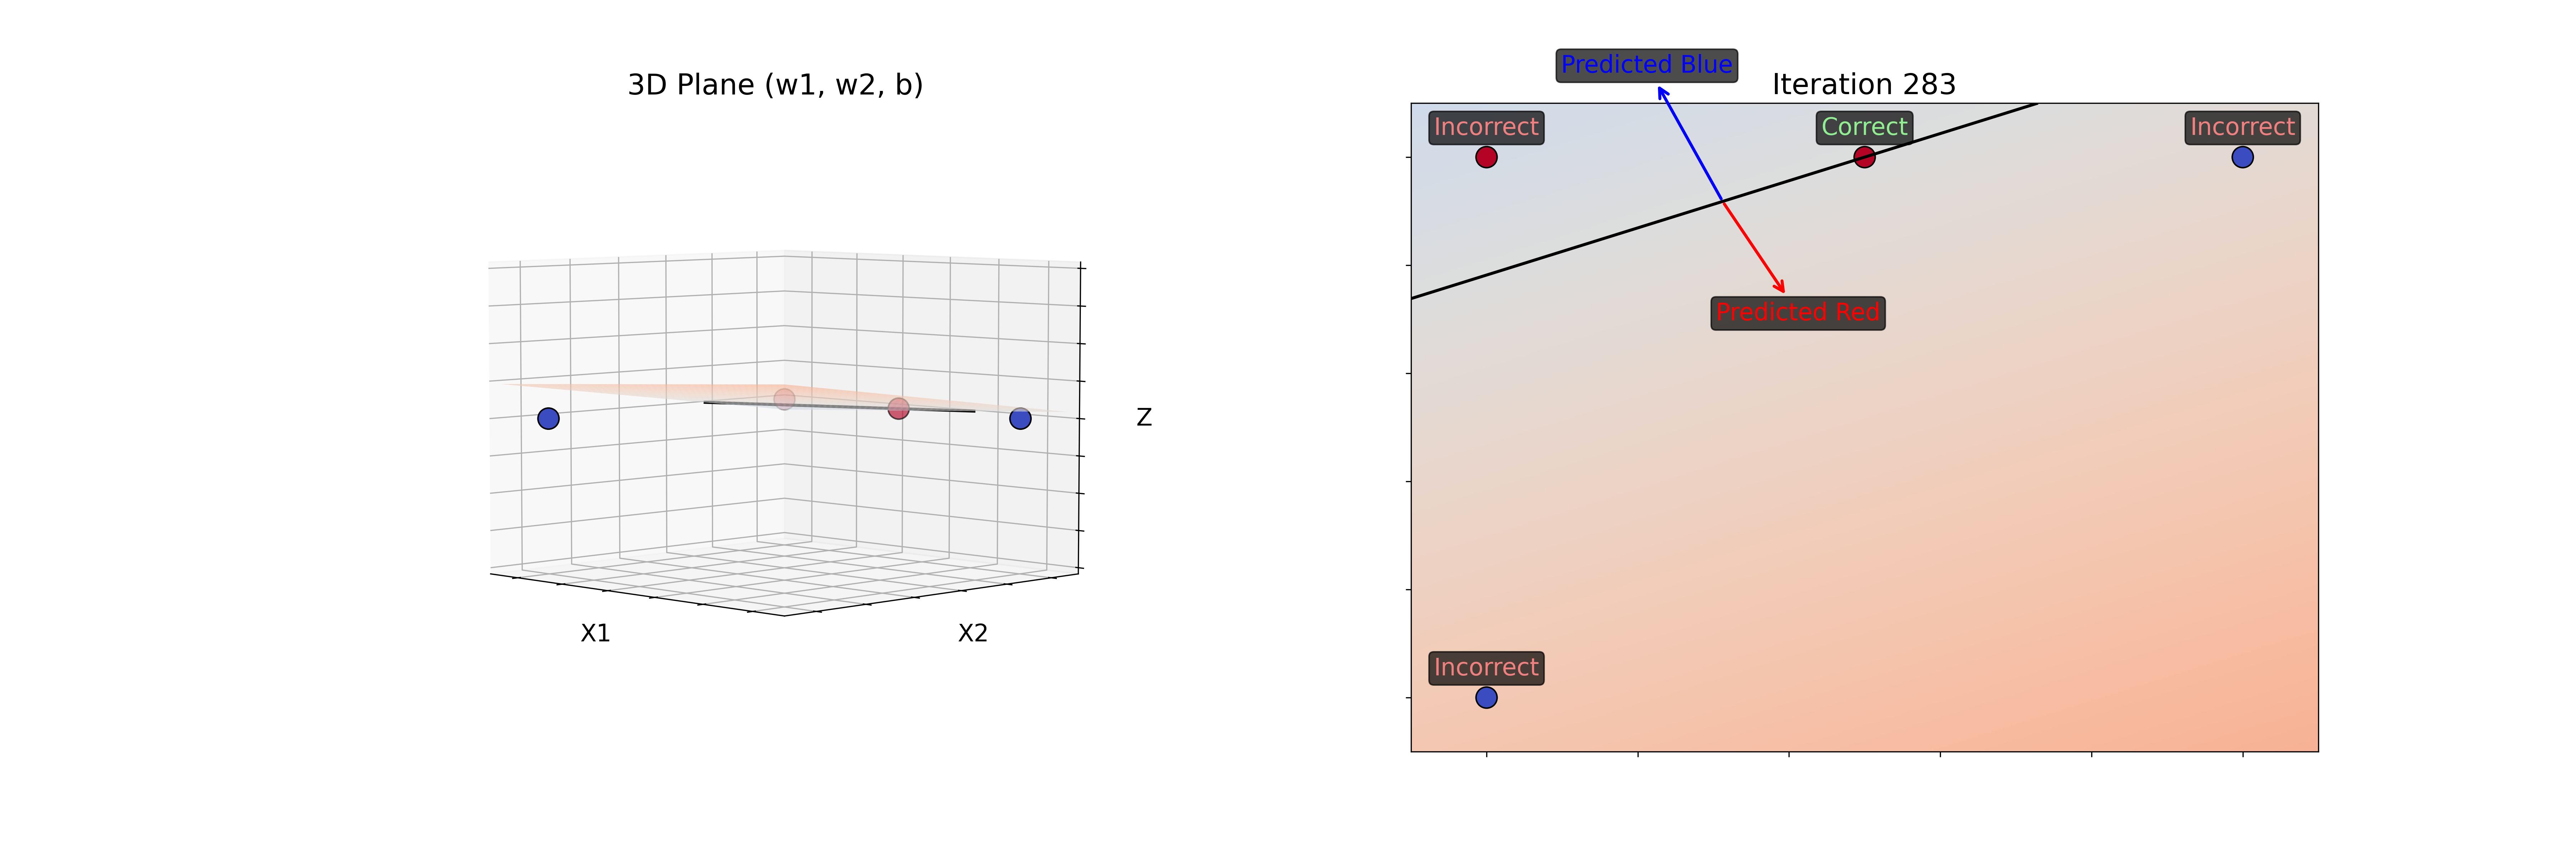 3D Plane (w1, w2, b)
Z
X1
X2
Predicted Blue
Iteration 283
Incorrect
Correct
Incorrect
Predicted Red
Incorrect